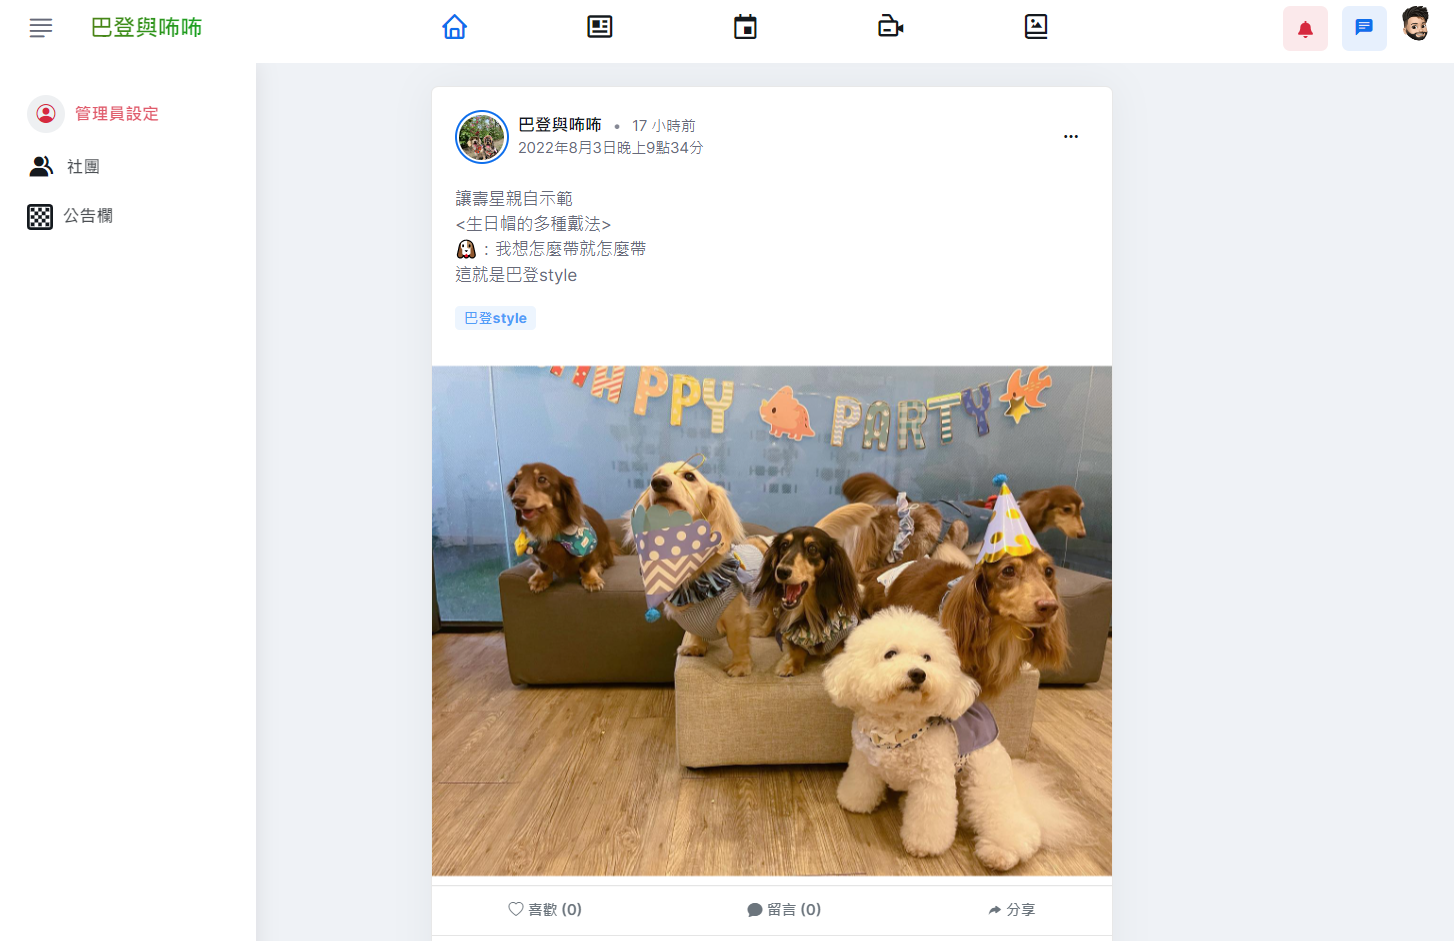 巴登與咘咘
管理員設定
社團
公告欄
巴登與咘咘 • 17 小時前
2022年8月3日晚上9點34分
讓壽星親自示範
<生日帽的多種戴法>
🐶：我想怎麼帶就怎麼帶
這就是巴登style
巴登style
HAPPY PARTY
喜歡 (0)
留言 (0)
分享